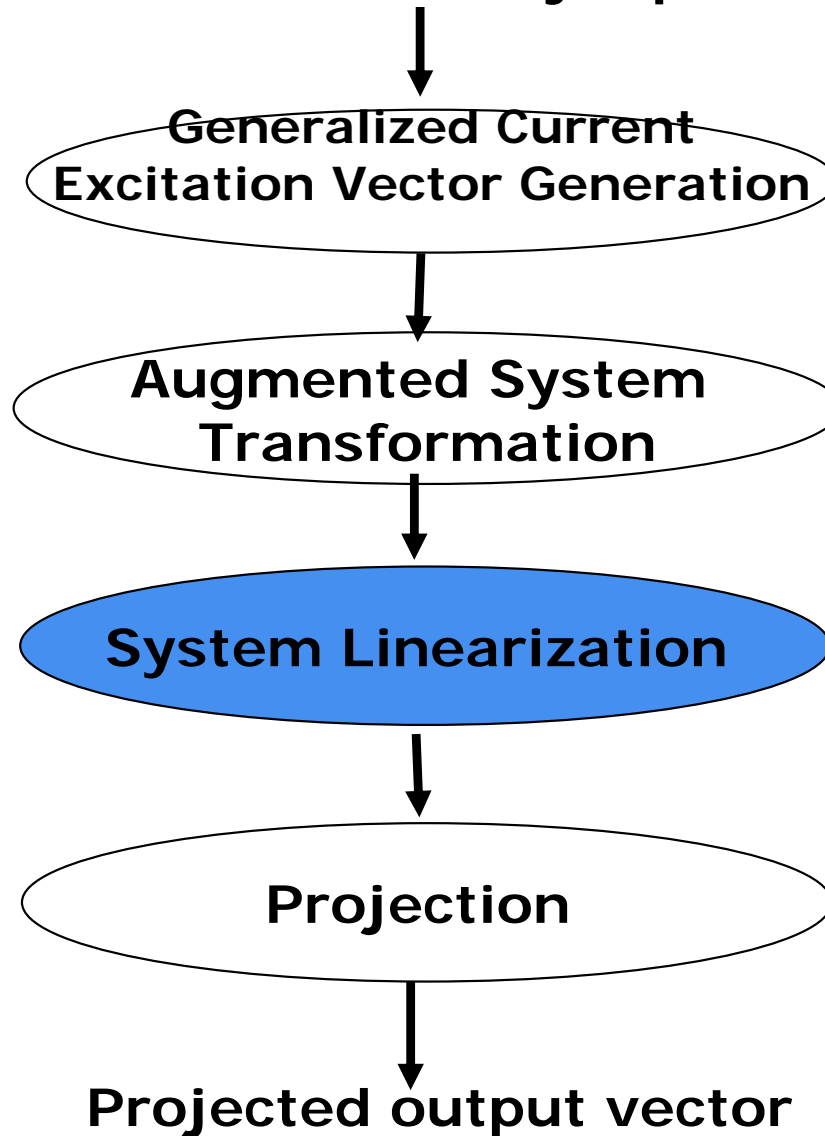 Generalized Current
Excitation Vector Generation
Augmented System
Transformation
System Linearization
Projection
Projected output vector